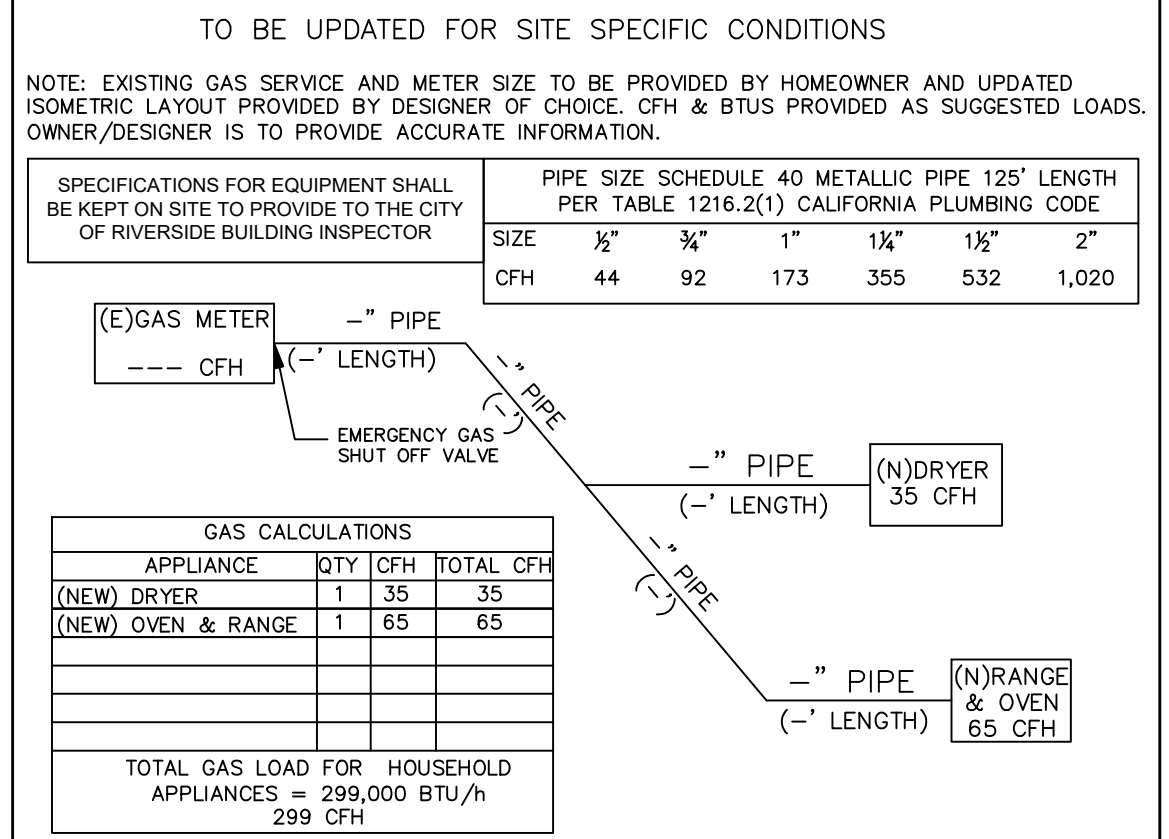 TO BE UPDATED FOR SITE SPECIFIC CONDITIONS
NOTE: EXISTING GAS SERVICE AND METER SIZE TO BE PROVIDED BY HOMEOWNER AND UPDATED
ISOMETRIC LAYOUT PROVIDED BY DESIGNER OF CHOICE. CFH & BTUS PROVIDED AS SUGGESTED LOADS.
OWNER/DESIGNER IS TO PROVIDE ACCURATE INFORMATION.
SPECIFICATIONS FOR EQUIPMENT SHALL
BE KEPT ON SITE TO PROVIDE TO THE CITY
OF RIVERSIDE BUILDING INSPECTOR
PIPE SIZE SCHEDULE 40 METALLIC PIPE 125' LENGTH
PER TABLE 1216.2(1) CALIFORNIA PLUMBING CODE
SIZE ½" ¾" 1" 1¼" 1½" 2"
CFH 44 92 173 355 532 1,020
(E)GAS METER
--- CFH
–" PIPE
(–' LENGTH)
–" PIPE
(–')
EMERGENCY GAS
SHUT OFF VALVE
–" PIPE
(–' LENGTH)
(N)DRYER
35 CFH
–" PIPE
(–')
–" PIPE
(–' LENGTH)
(N)RANGE
& OVEN
65 CFH
GAS CALCULATIONS
APPLIANCE QTY CFH TOTAL CFH
(NEW) DRYER 1 35 35
(NEW) OVEN & RANGE 1 65 65
TOTAL GAS LOAD FOR HOUSEHOLD
APPLIANCES = 299,000 BTU/h
299 CFH